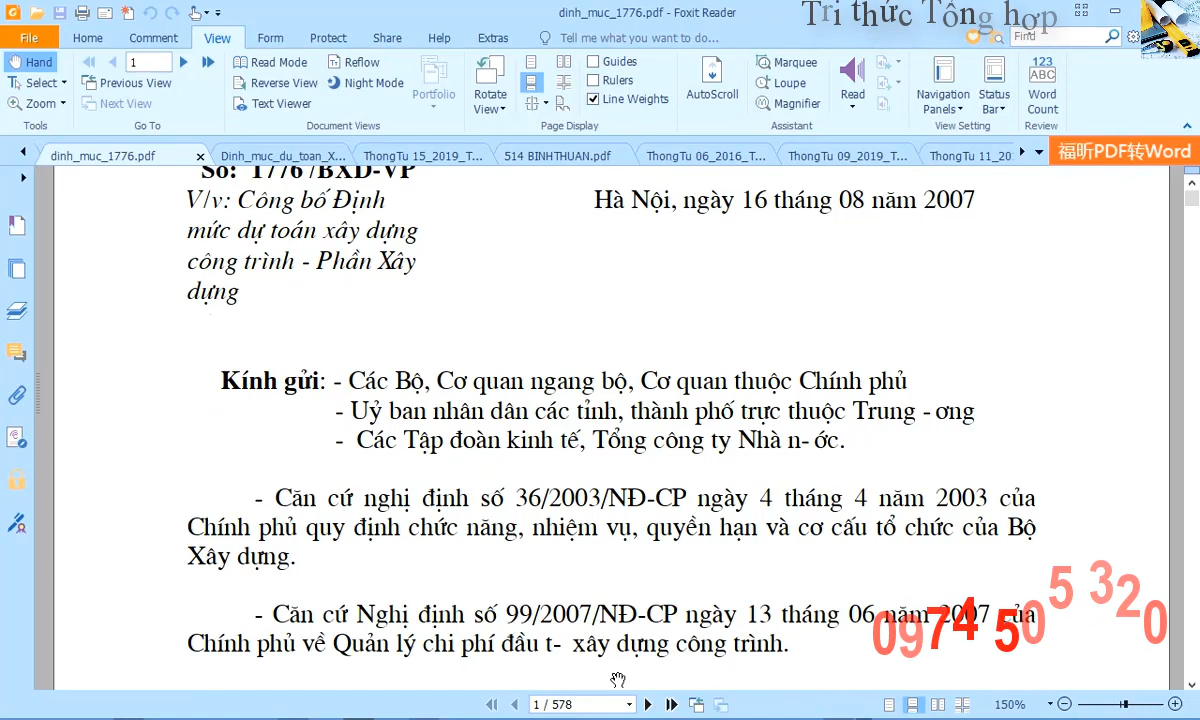 dinh_muc_1776.pdf - Foxit Reader
Tri thức Tổng hợp
File Home Comment View Form Protect Share Help Extras Tell me what you want to do... Find
Hand 1 Read Mode Reflow Guides Marquee 123
Select Previous View Reverse View Night Mode Portfolio Rotate View Rulers AutoScroll Loupe Read Navigation Panels Status Bar ABC Word Count
Zoom Next View Text Viewer Line Weights Magnifier
Tools Go To Document Views Page Display Assistant View Setting Review
dinh_muc_1776.pdf Dinh_muc_du_toan_X... ThongTu 15_2019_T... 514 BINHTHUAN.pdf ThongTu 06_2016_T... ThongTu 09_2019_T... ThongTu 11_20 福昕PDF转Word
Số: 1776 /BXD-VP
V/v: Công bố Định Hà Nội, ngày 16 tháng 08 năm 2007
mức dự toán xây dựng
công trình - Phần Xây
dựng
Kính gửi: - Các Bộ, Cơ quan ngang bộ, Cơ quan thuộc Chính phủ
- Uỷ ban nhân dân các tỉnh, thành phố trực thuộc Trung - ơng
- Các Tập đoàn kinh tế, Tổng công ty Nhà n- ớc.
- Căn cứ nghị định số 36/2003/NĐ-CP ngày 4 tháng 4 năm 2003 của
Chính phủ quy định chức năng, nhiệm vụ, quyền hạn và cơ cấu tổ chức của Bộ
Xây dựng.
- Căn cứ Nghị định số 99/2007/NĐ-CP ngày 13 tháng 06 năm 2007 của
Chính phủ về Quản lý chi phí đầu t- xây dựng công trình.
0974 505 320
1 / 578 150%